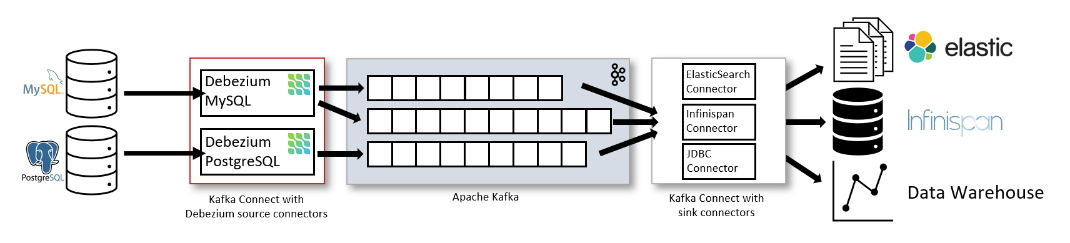 MySQL
PostgreSQL
Debezium
MySQL
Debezium
PostgreSQL
Kafka Connect with
Debezium source connectors
Apache Kafka
ElasticSearch
Connector
Infinispan
Connector
JDBC
Connector
Kafka Connect with
sink connectors
elastic
Infinispan
Data Warehouse